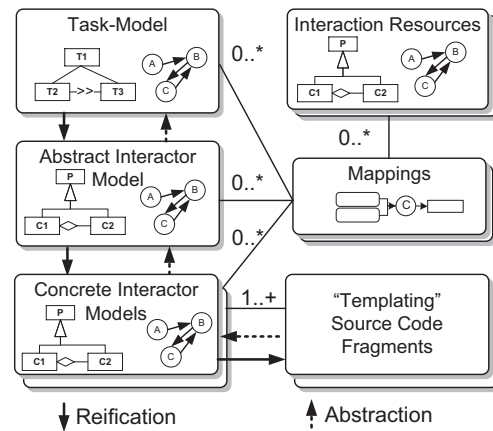 Task-Model
T1
T2 ->>-> T3
A
B
C
0..*
Interaction Resources
P
C1
C2
A
B
C
0..*
Abstract Interactor
Model
P
C1
C2
A
B
C
0..*
Mappings
C
0..*
Concrete Interactor
Models
P
C1
C2
A
B
C
1..+
“Templating”
Source Code
Fragments
Reification
Abstraction